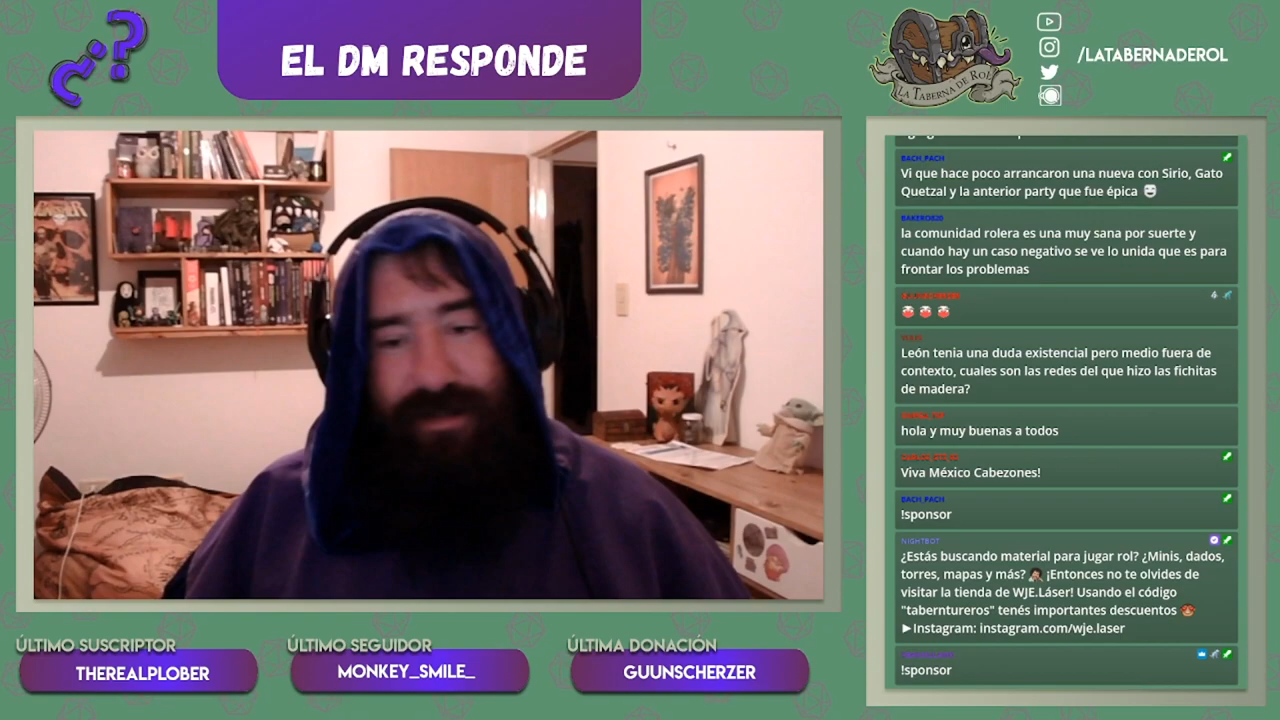 EL DM RESPONDE
LA TABERNA DE ROL
/LATABERNADEROL
BACH_PACH
Vi que hace poco arrancaron una nueva con Sirio, Gato
Quetzal y la anterior party que fue épica
la comunidad rolera es una muy sana por suerte y
cuando hay un caso negativo se ve lo unida que es para
frontar los problemas
4
León tenia una duda existencial pero medio fuera de
contexto, cuales son las redes del que hizo las fichitas
de madera?
hola y muy buenas a todos
Viva México Cabezones!
BACH_PACH
!sponsor
NIGHTBOT
¿Estás buscando material para jugar rol? ¿Minis, dados,
torres, mapas y más? ¡Entonces no te olvides de
visitar la tienda de WJE.Láser! Usando el código
"taberntureros" tenés importantes descuentos
►Instagram: instagram.com/wje.laser
!sponsor
ÚLTIMO SUSCRIPTOR
THEREALPLOBER
ÚLTIMO SEGUIDOR
MONKEY_SMILE_
ÚLTIMA DONACIÓN
GUUNSCHERZER